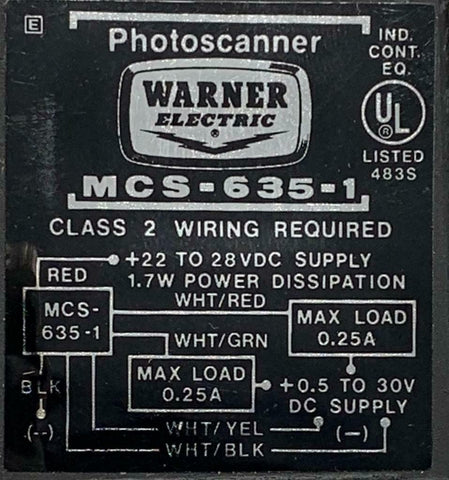 E
Photoscanner
IND.
CONT.
EQ.
WARNER
ELECTRIC
®
UL
®
LISTED
483S
MCS-635-1
CLASS 2 WIRING REQUIRED
+22 TO 28VDC SUPPLY
RED
1.7W POWER DISSIPATION
WHT/RED
MCS-
635-1
MAX LOAD
0.25A
WHT/GRN
MAX LOAD
0.25A
BLK
+0.5 TO 30V
DC SUPPLY
(--)
WHT/YEL
(—)
WHT/BLK